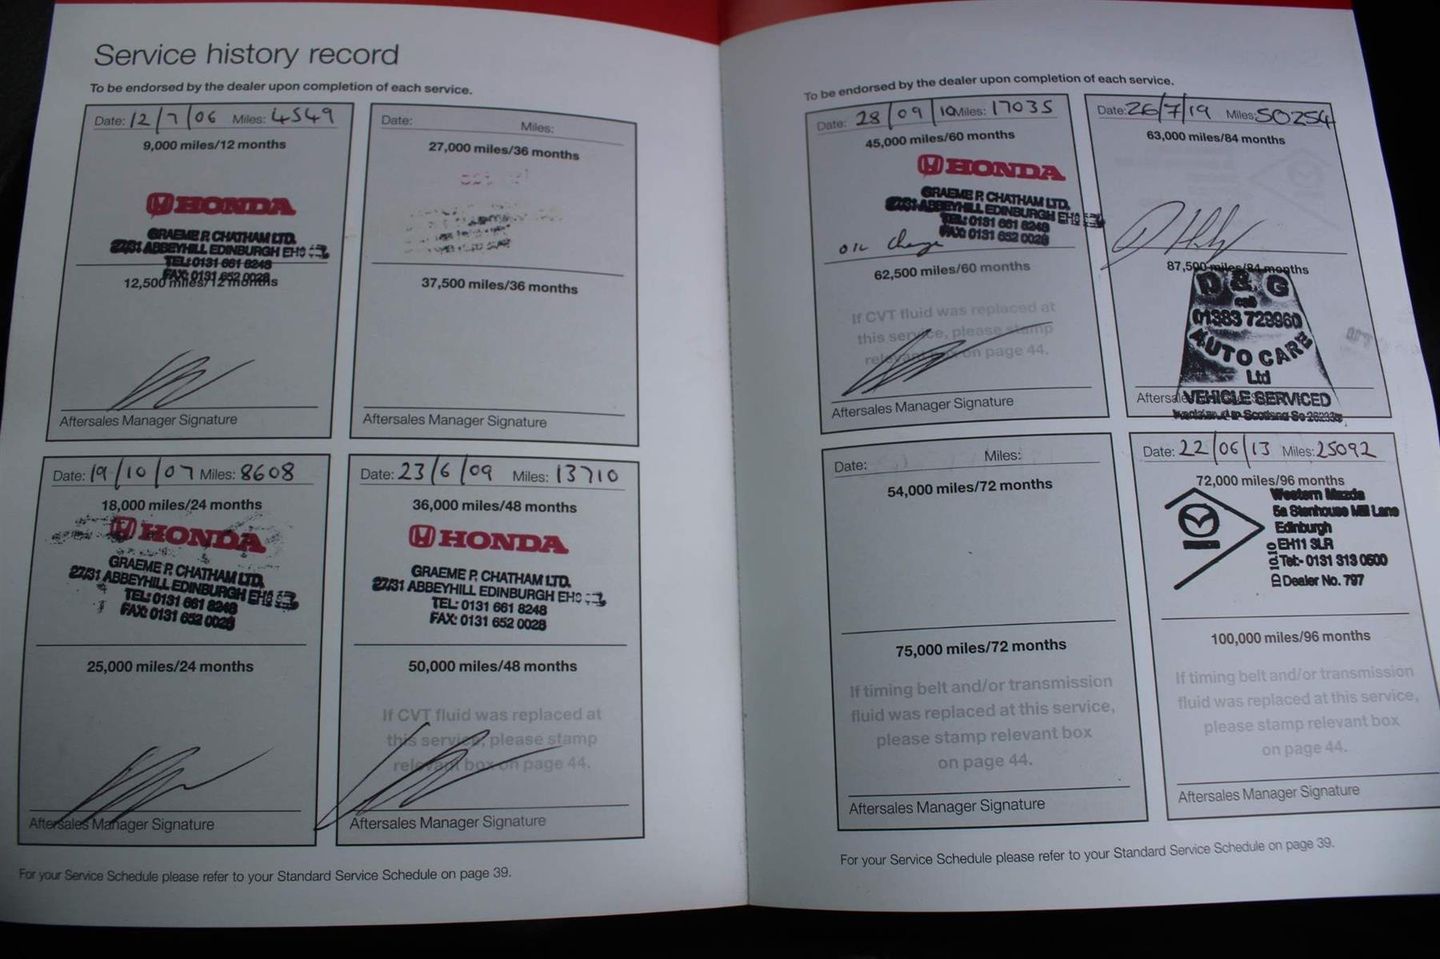 Service history record
To be endorsed by the dealer upon completion of each service.
Date: 12/7/06 Miles: 4549
9,000 miles/12 months
HONDA
GRAEME P. CHATHAM LTD.
27/31 ABBEYHILL EDINBURGH EH8
TEL: 0131 661 8248
FAX: 0131 652 0028
12,500 miles/12 months
Aftersales Manager Signature
Date: Miles:
27,000 miles/36 months
37,500 miles/36 months
Aftersales Manager Signature
Date: 19/10/07 Miles: 8608
18,000 miles/24 months
HONDA
GRAEME P. CHATHAM LTD.
27/31 ABBEYHILL EDINBURGH EH8
TEL: 0131 661 8248
FAX: 0131 652 0028
25,000 miles/24 months
Aftersales Manager Signature
Date: 23/6/09 Miles: 13710
36,000 miles/48 months
HONDA
GRAEME P. CHATHAM LTD.
27/31 ABBEYHILL EDINBURGH EH8
TEL: 0131 661 8248
FAX: 0131 652 0028
50,000 miles/48 months
If CVT fluid was replaced at
this service, please stamp
relevant box on page 44.
Aftersales Manager Signature
For your Service Schedule please refer to your Standard Service Schedule on page 39.
To be endorsed by the dealer upon completion of each service.
Date: 28/09/10 Miles: 17035
45,000 miles/60 months
HONDA
GRAEME P. CHATHAM LTD.
27/31 ABBEYHILL EDINBURGH EH8
TEL: 0131 661 8248
FAX: 0131 652 0028
oil change
62,500 miles/60 months
If CVT fluid was replaced at
this service, please stamp
relevant box on page 44.
Aftersales Manager Signature
Date: 26/7/19 Miles: 50254
63,000 miles/84 months
87,500 miles/84 months
D & G
01383 729960
AUTO CARE
Ltd
VEHICLE SERVICED
Date: Miles:
54,000 miles/72 months
75,000 miles/72 months
If timing belt and/or transmission
fluid was replaced at this service,
please stamp relevant box
on page 44.
Aftersales Manager Signature
Date: 22/06/13 Miles: 25092
72,000 miles/96 months
Western Mazda
5a Stenhouse Mill Lane
Edinburgh
EH11 3LR
Tel:- 0131 313 0600
Dealer No. 797
100,000 miles/96 months
If timing belt and/or transmission
fluid was replaced at this service,
please stamp relevant box
on page 44.
Aftersales Manager Signature
For your Service Schedule please refer to your Standard Service Schedule on page 39.